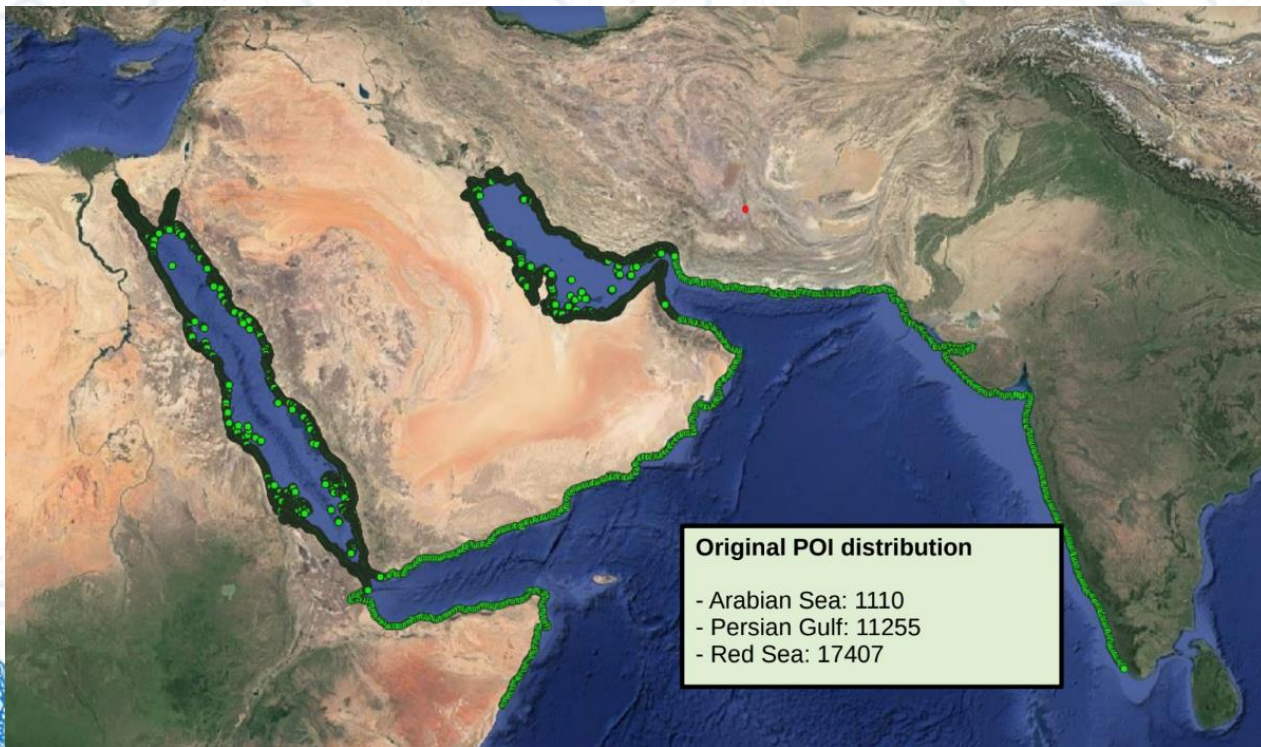 Original POI distribution
- Arabian Sea: 1110
- Persian Gulf: 11255
- Red Sea: 17407